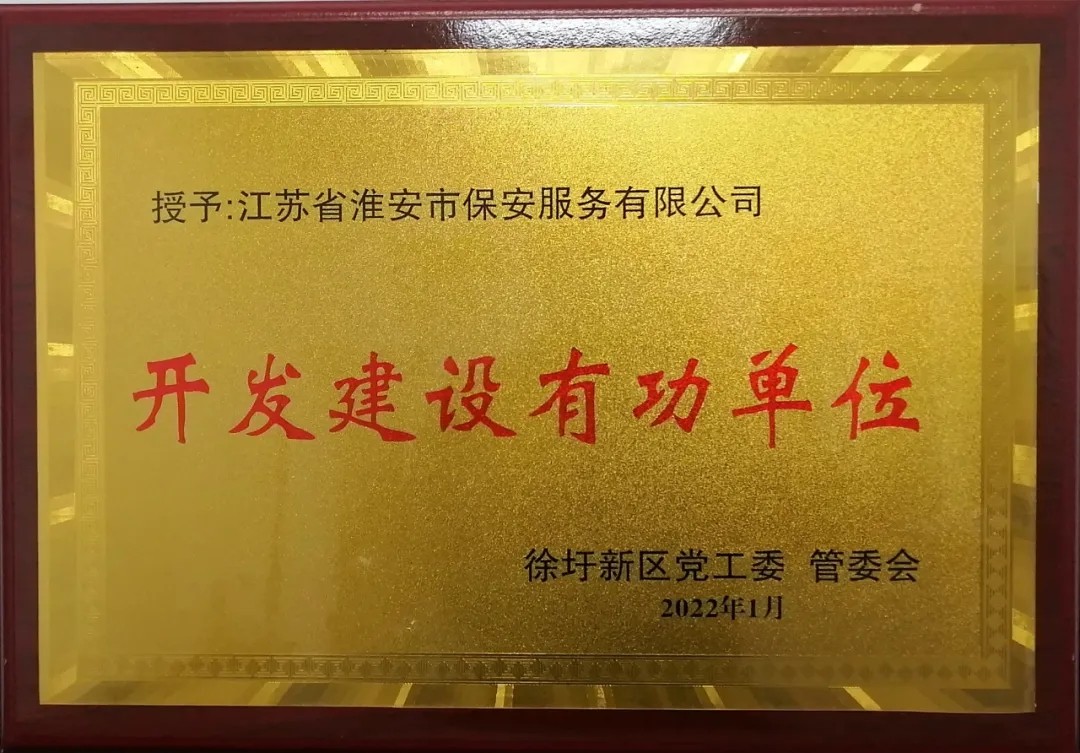 授予:江苏省淮安市保安服务有限公司
开发建设有功单位
徐圩新区党工委 管委会
2022年1月